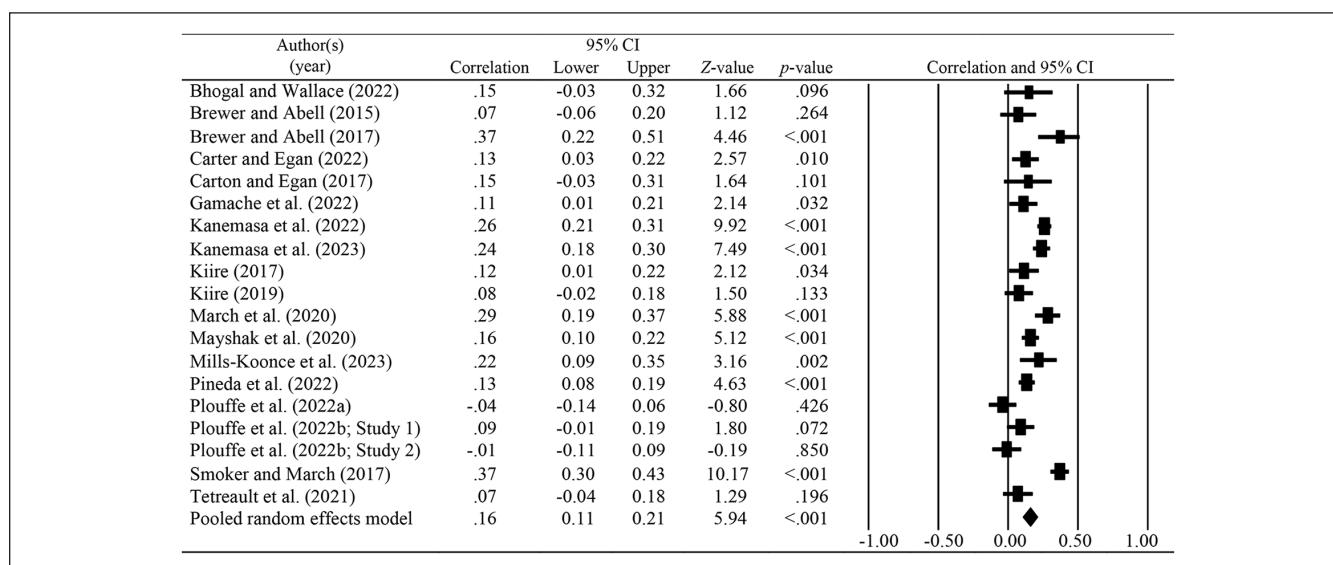 Author(s) 95% CI
(year) Correlation Lower Upper Z-value p-value Correlation and 95% CI
Bhogal and Wallace (2022) .15 -0.03 0.32 1.66 .096
Brewer and Abell (2015) .07 -0.06 0.20 1.12 .264
Brewer and Abell (2017) .37 0.22 0.51 4.46 <.001
Carter and Egan (2022) .13 0.03 0.22 2.57 .010
Carton and Egan (2017) .15 -0.03 0.31 1.64 .101
Gamache et al. (2022) .11 0.01 0.21 2.14 .032
Kanemasa et al. (2022) .26 0.21 0.31 9.92 <.001
Kanemasa et al. (2023) .24 0.18 0.30 7.49 <.001
Kiire (2017) .12 0.01 0.22 2.12 .034
Kiire (2019) .08 -0.02 0.18 1.50 .133
March et al. (2020) .29 0.19 0.37 5.88 <.001
Mayshak et al. (2020) .16 0.10 0.22 5.12 <.001
Mills-Koonce et al. (2023) .22 0.09 0.35 3.16 .002
Pineda et al. (2022) .13 0.08 0.19 4.63 <.001
Plouffe et al. (2022a) -.04 -0.14 0.06 -0.80 .426
Plouffe et al. (2022b; Study 1) .09 -0.01 0.19 1.80 .072
Plouffe et al. (2022b; Study 2) -.01 -0.11 0.09 -0.19 .850
Smoker and March (2017) .37 0.30 0.43 10.17 <.001
Tetreault et al. (2021) .07 -0.04 0.18 1.29 .196
Pooled random effects model .16 0.11 0.21 5.94 <.001
-1.00 -0.50 0.00 0.50 1.00